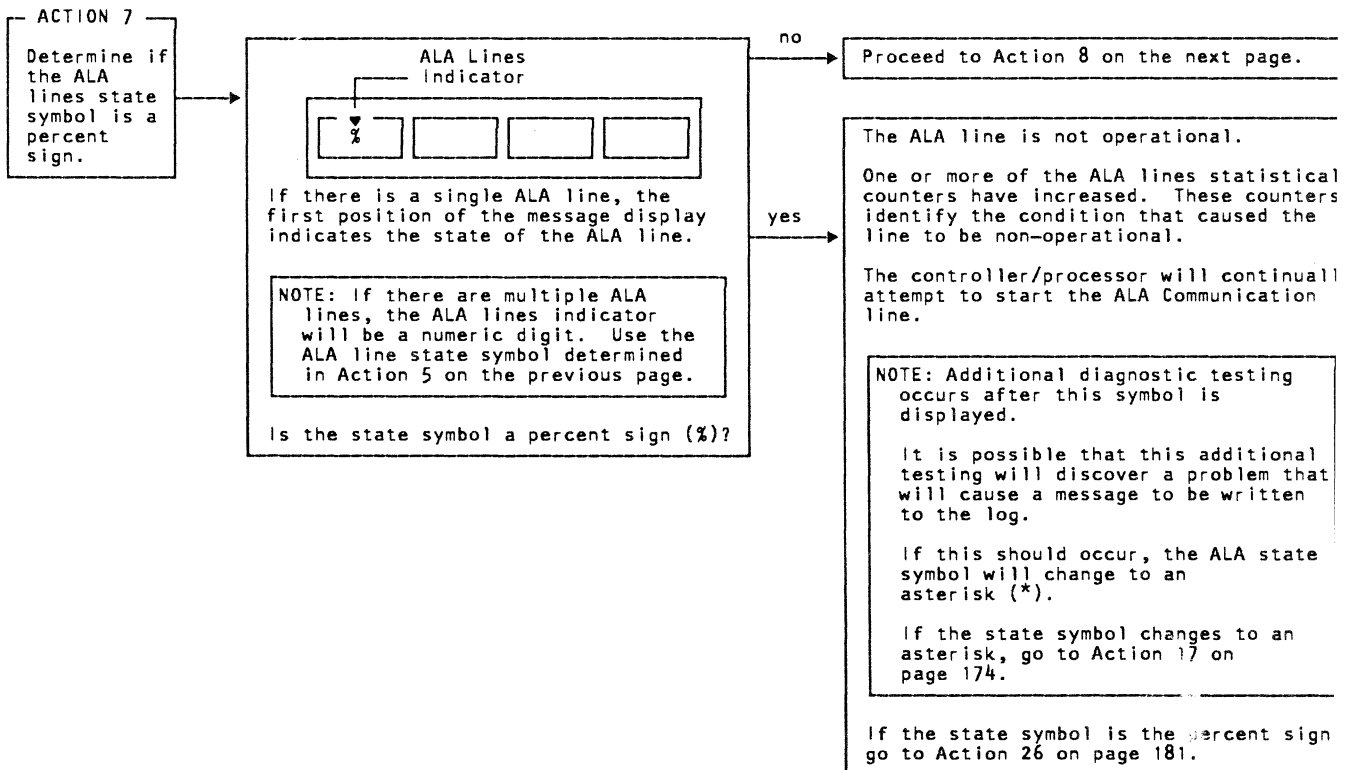 ACTION 7
Determine if
the ALA
lines state
symbol is a
percent
sign.
ALA Lines
Indicator
%
If there is a single ALA line, the
first position of the message display
indicates the state of the ALA line.
NOTE: If there are multiple ALA
lines, the ALA lines indicator
will be a numeric digit. Use the
ALA line state symbol determined
in Action 5 on the previous page.
Is the state symbol a percent sign (%)?
no
Proceed to Action 8 on the next page.
yes
The ALA line is not operational.
One or more of the ALA lines statistical
counters have increased. These counters
identify the condition that caused the
line to be non-operational.
The controller/processor will continuall
attempt to start the ALA Communication
line.
NOTE: Additional diagnostic testing
occurs after this symbol is
displayed.
It is possible that this additional
testing will discover a problem that
will cause a message to be written
to the log.
If this should occur, the ALA state
symbol will change to an
asterisk (*).
If the state symbol changes to an
asterisk, go to Action 17 on
page 174.
If the state symbol is the percent sign
go to Action 26 on page 181.